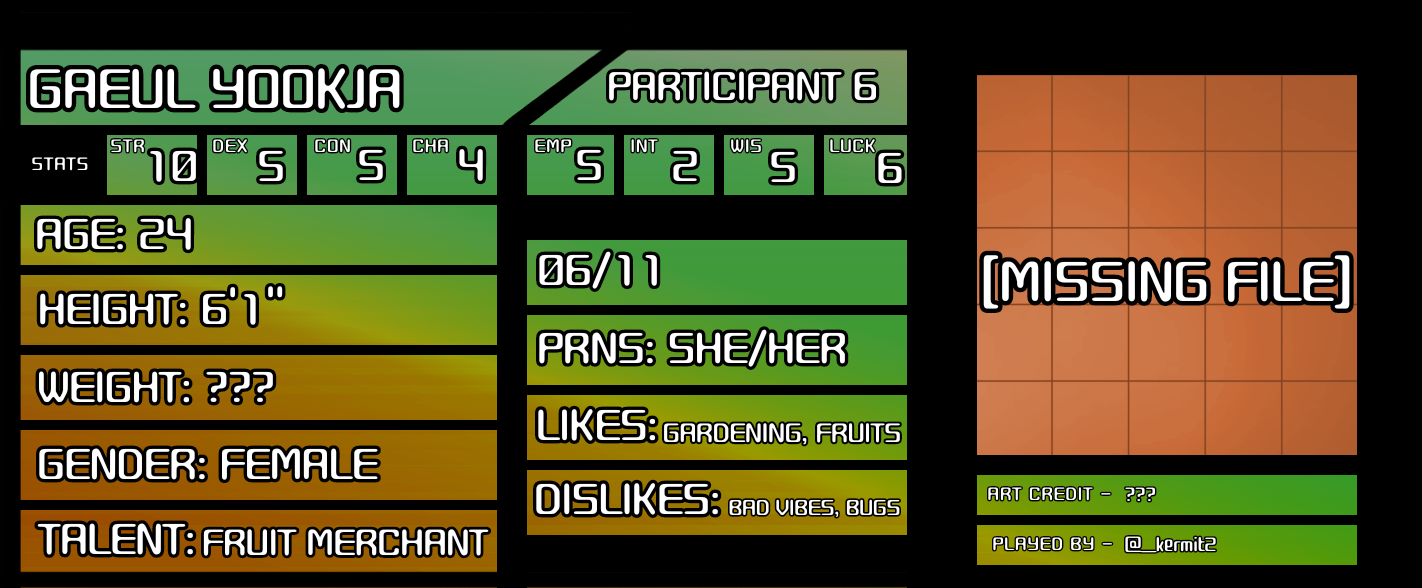 GAEUL YOOKJA
PARTICIPANT 6
STATS
STR 10
DEX 5
CON 5
CHA 4
EMP 5
INT 2
WIS 5
LUCK 6
AGE: 24
HEIGHT: 6'1"
WEIGHT: ???
GENDER: FEMALE
TALENT: FRUIT MERCHANT
06/11
PRNS: SHE/HER
LIKES: GARDENING, FRUITS
DISLIKES: BAD VIBES, BUGS
[MISSING FILE]
ART CREDIT - ???
PLAYED BY - @_kermit2